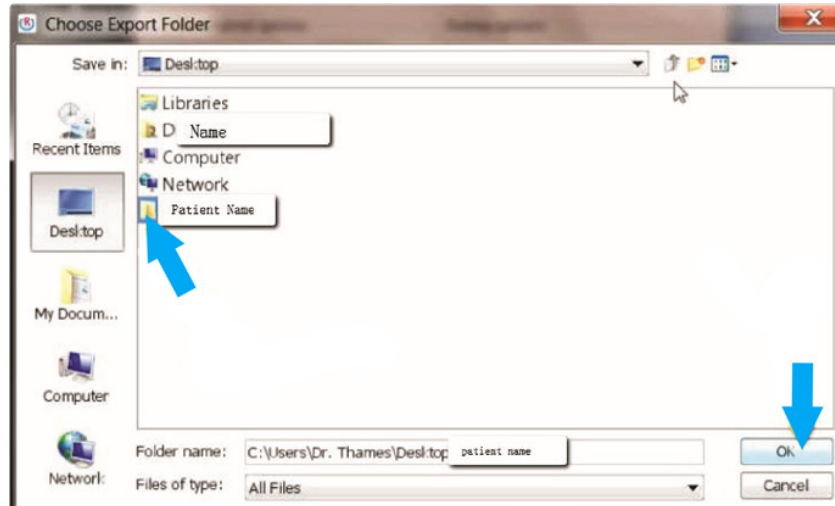 Choose Export Folder
Save in: Desktop
Libraries
D Name
Recent Items
Computer
Network
Patient Name
Desktop
My Docum...
Computer
Folder name: C:\Users\Dr. Thames\Desktop patient name OK
Network
Files of type: All Files Cancel